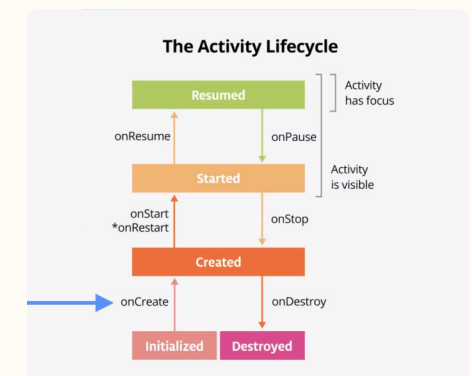 The Activity Lifecycle
Resumed
Activity
has focus
onResume
onPause
Started
Activity
is visible
onStart
*onRestart
onStop
Created
onCreate
onDestroy
Initialized
Destroyed